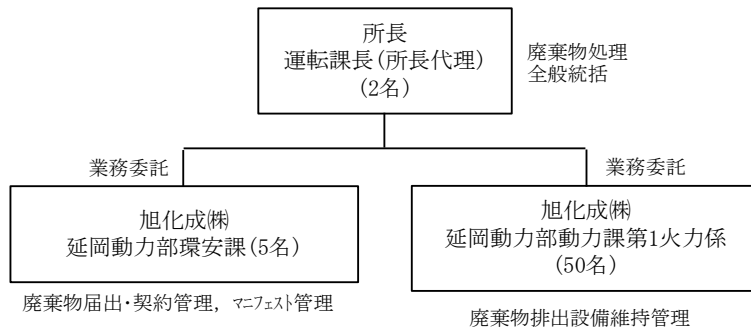 所長
運転課長(所長代理)
(2名)
廃棄物処理
全般統括
業務委託
業務委託
旭化成㈱
延岡動力部環安課(5名)
旭化成㈱
延岡動力部動力課第1火力係
(50名)
廃棄物届出・契約管理, ﾏﾆﾌｪｽﾄ管理
廃棄物排出設備維持管理